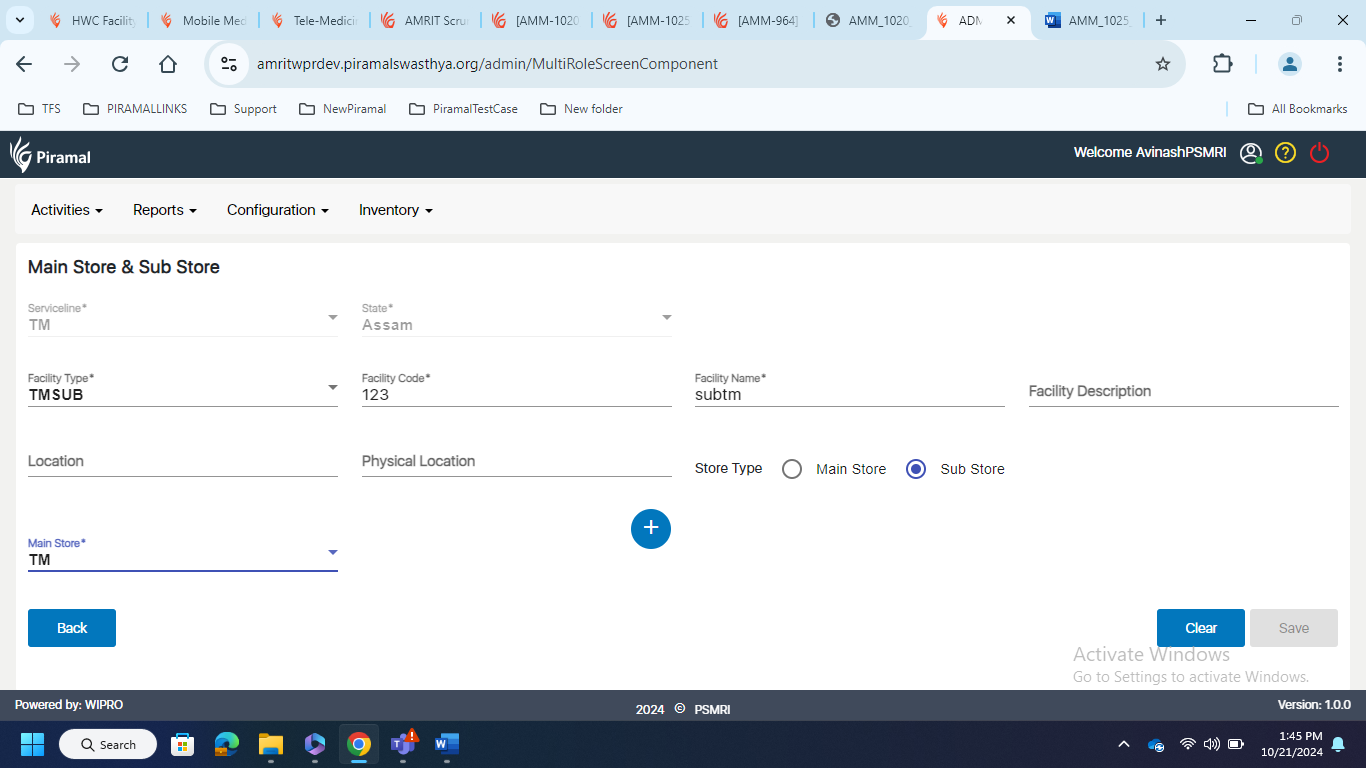 HWC Facility
Mobile Med
Tele-Medicin
AMRIT Scru
[AMM-1020
[AMM-1025
[AMM-964]
AMM_1020_
ADM
AMM_1025_
amritwprdev.piramalswasthya.org/admin/MultiRoleScreenComponent
TFS
PIRAMALLINKS
Support
NewPiramal
PiramalTestCase
New folder
All Bookmarks
Piramal
Welcome AvinashPSMRI
?
Activities
Reports
Configuration
Inventory
Main Store & Sub Store
Serviceline*
State*
TM
Assam
Facility Type*
Facility Code*
Facility Name*
TMSUB
123
subtm
Facility Description
Location
Physical Location
Store Type
Main Store
Sub Store
+
Main Store*
TM
Back
Clear
Save
Activate Windows
Go to Settings to activate Windows.
Powered by: WIPRO
2024 © PSMRI
Version: 1.0.0
Search
1:45 PM
10/21/2024